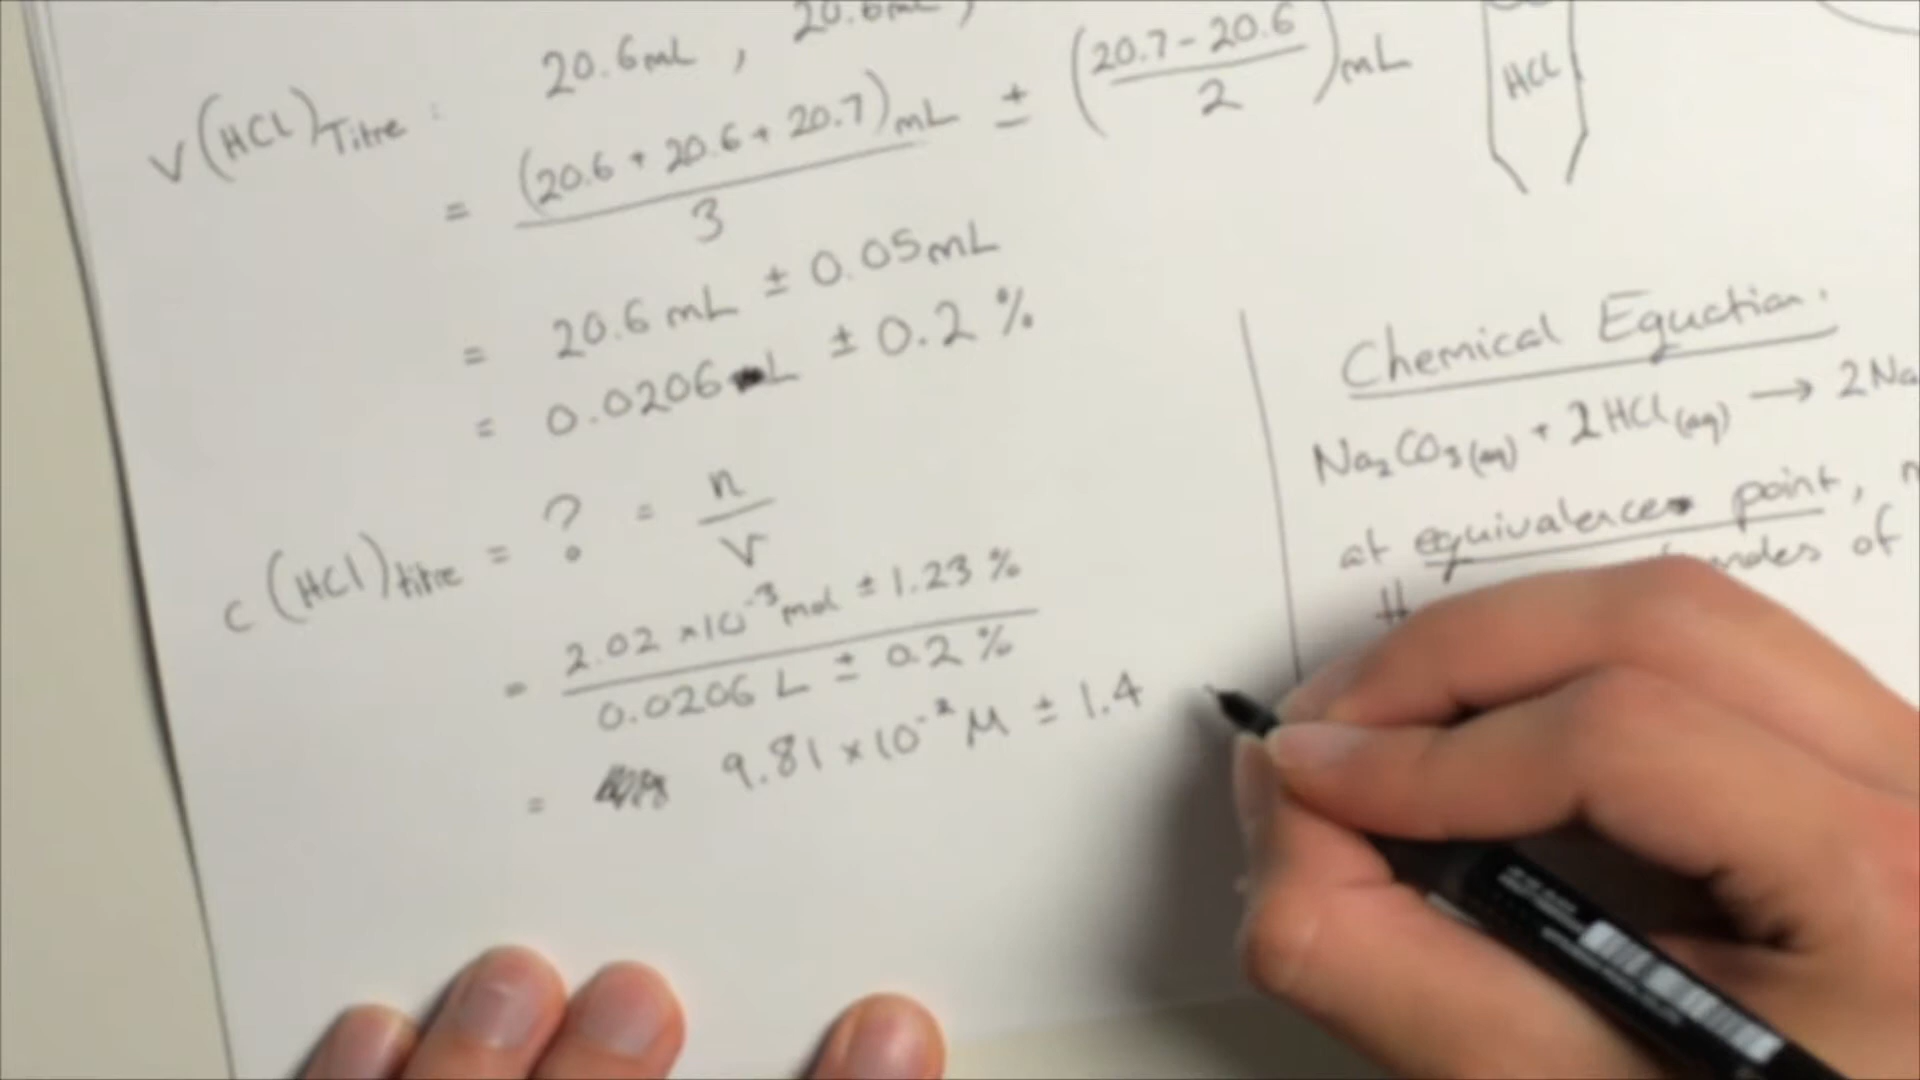 V(HCl)Titre : 20.6mL , 20.6mL,
= (20.6 + 20.6 + 20.7)mL / 3 ± (20.7 - 20.6 / 2)mL
= 20.6 mL ± 0.05mL
= 0.0206 L ± 0.2 %
c(HCl)titre = ? = n / V
= 2.02 × 10⁻³ mol ± 1.23 % / 0.0206 L ± 0.2 %
= 9.81 × 10⁻² M ± 1.4
HCl
Chemical Equation.
Na₂CO₃(aq) + 2HCl(aq) → 2Na
at equivalence point,
of